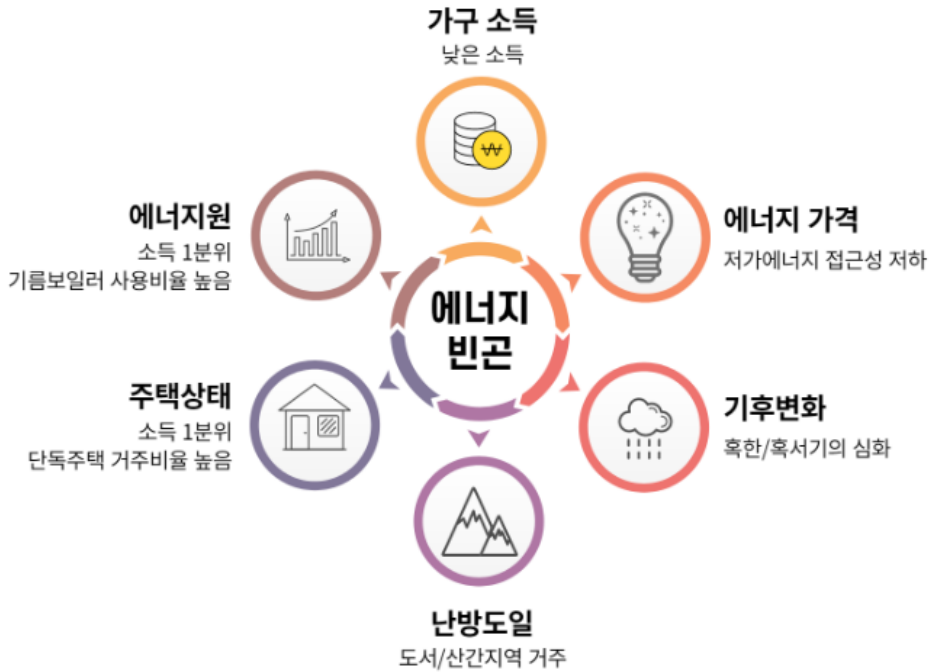 가구 소득
낮은 소득
에너지원
소득 1분위
기름보일러 사용비율 높음
에너지 가격
저가에너지 접근성 저하
에너지
빈곤
주택상태
소득 1분위
단독주택 거주비율 높음
기후변화
혹한/혹서기의 심화
난방도일
도서/산간지역 거주